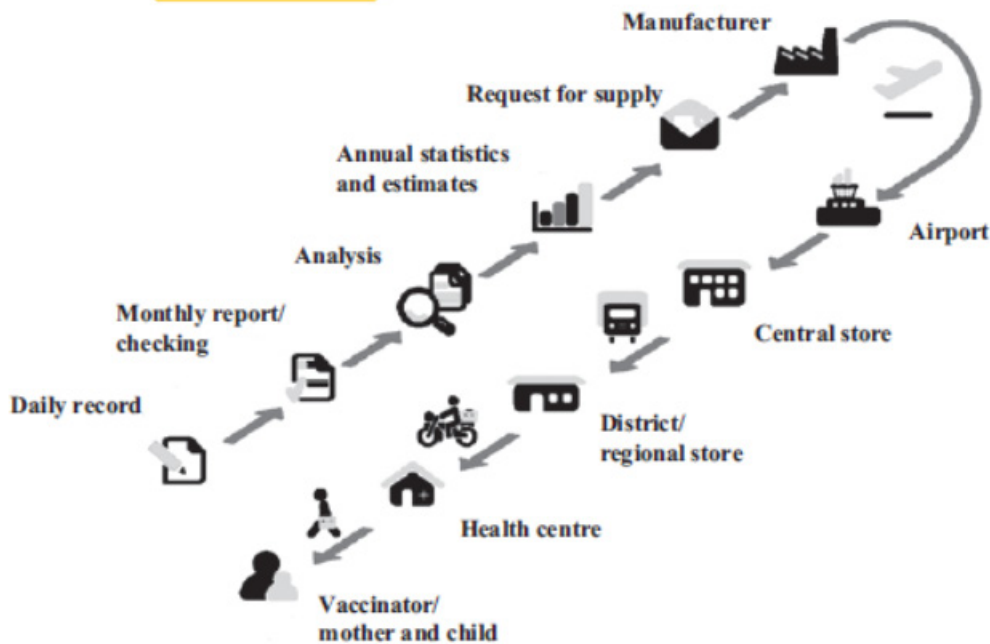 Manufacturer
Request for supply
Annual statistics
and estimates
Airport
Analysis
Monthly report/
checking
Central store
Daily record
District/
regional store
Health centre
Vaccinator/
mother and child